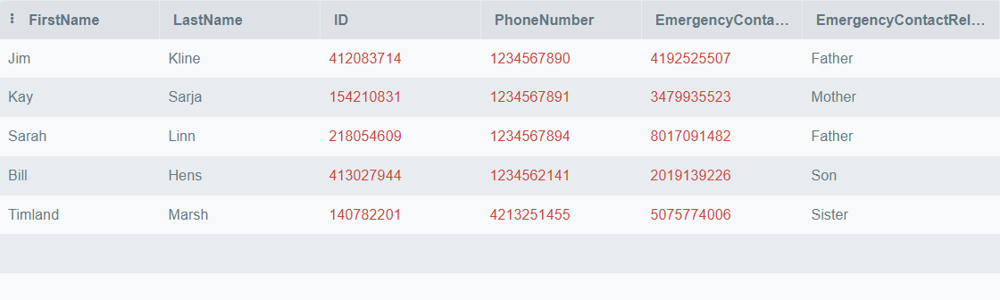 FirstName LastName ID PhoneNumber EmergencyConta… EmergencyContactRel…
Jim Kline 412083714 1234567890 4192525507 Father
Kay Sarja 154210831 1234567891 3479935523 Mother
Sarah Linn 218054609 1234567894 8017091482 Father
Bill Hens 413027944 1234562141 2019139226 Son
Timland Marsh 140782201 4213251455 5075774006 Sister